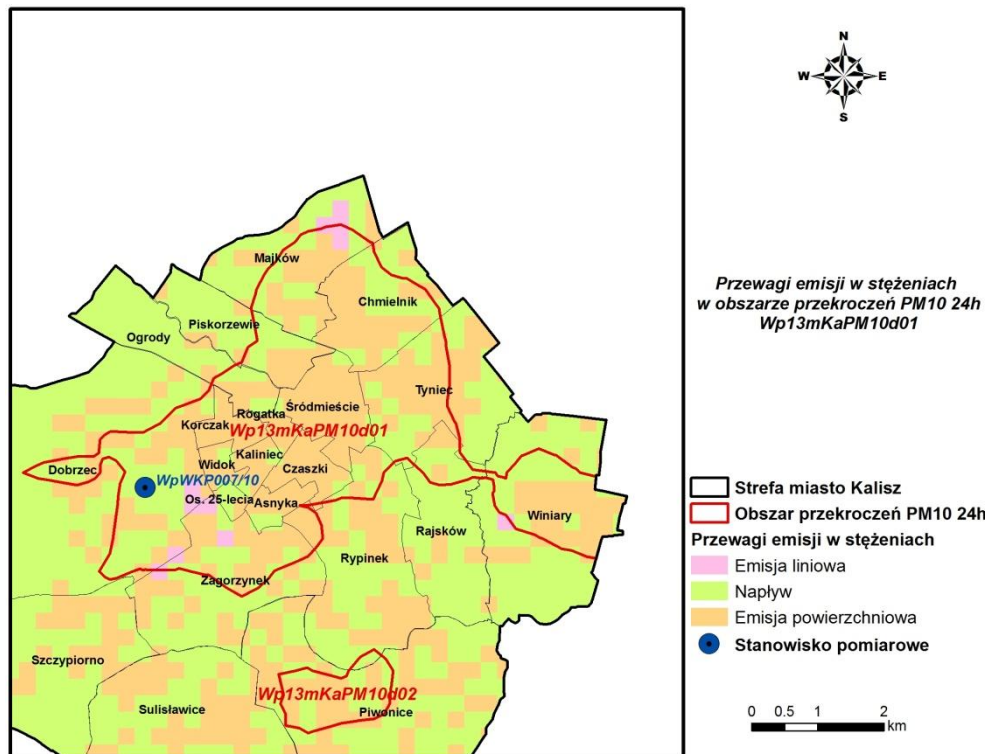 N
W E
S
Przewagi emisji w stężeniach
w obszarze przekroczeń PM10 24h
Wp13mKaPM10d01
Majków
Chmielnik
Piskorzewie
Ogrody
Tyniec
Śródmieście
Rogatka
Korczak
Wp13mKaPM10d01
Kaliniec
Widok
Czaszki
Dobrzec
WpWKP007/10
Os. 25-lecia
Asnyka
Winiary
Rajsków
Rypinek
Zagorzynek
Szczypiorno
Wp13mKaPM10d02
Sulisławice
Piwonice
Strefa miasto Kalisz
Obszar przekroczeń PM10 24h
Przewagi emisji w stężeniach
Emisja liniowa
Napływ
Emisja powierzchniowa
Stanowisko pomiarowe
0 0.5 1 2
km